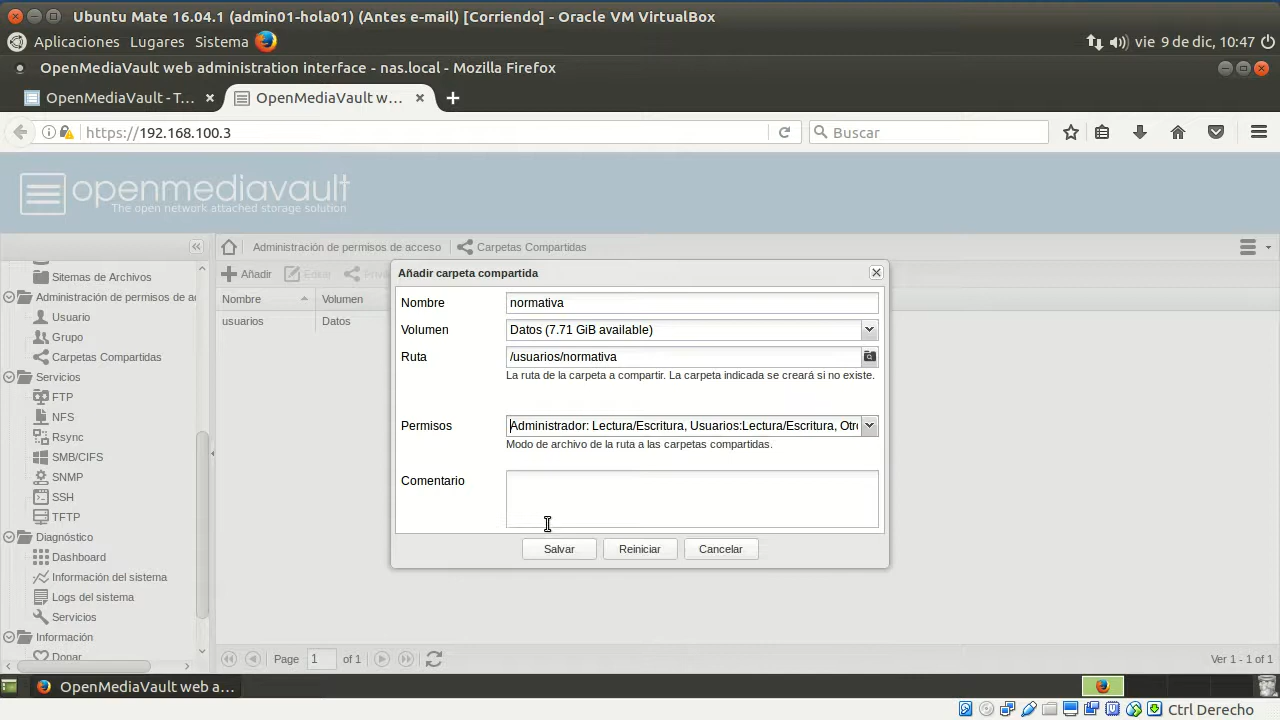 Ubuntu Mate 16.04.1 (admin01-hola01) (Antes e-mail) [Corriendo] - Oracle VM VirtualBox
Aplicaciones Lugares Sistema
vie 9 de dic, 10:47
OpenMediaVault web administration interface - nas.local - Mozilla Firefox
OpenMediaVault - T...
OpenMediaVault w...
https://192.168.100.3
Buscar
openmediavault
The open network attached storage solution
Administración de permisos de acceso
Carpetas Compartidas
Sitemas de Archivos
Administración de permisos de a
Usuario
Grupo
Carpetas Compartidas
Servicios
FTP
NFS
Rsync
SMB/CIFS
SNMP
SSH
TFTP
Diagnóstico
Dashboard
Información del sistema
Logs del sistema
Servicios
Información
Donar
Añadir Editar
Nombre Volumen
usuarios Datos
Añadir carpeta compartida
Nombre normativa
Volumen Datos (7.71 GiB available)
Ruta /usuarios/normativa
La ruta de la carpeta a compartir. La carpeta indicada se creará si no existe.
Permisos Administrador: Lectura/Escritura, Usuarios:Lectura/Escritura, Otr
Modo de archivo de la ruta a las carpetas compartidas.
Comentario
Salvar Reiniciar Cancelar
Page 1 of 1
Ver 1 - 1 of 1
OpenMediaVault web a...
Ctrl Derecho